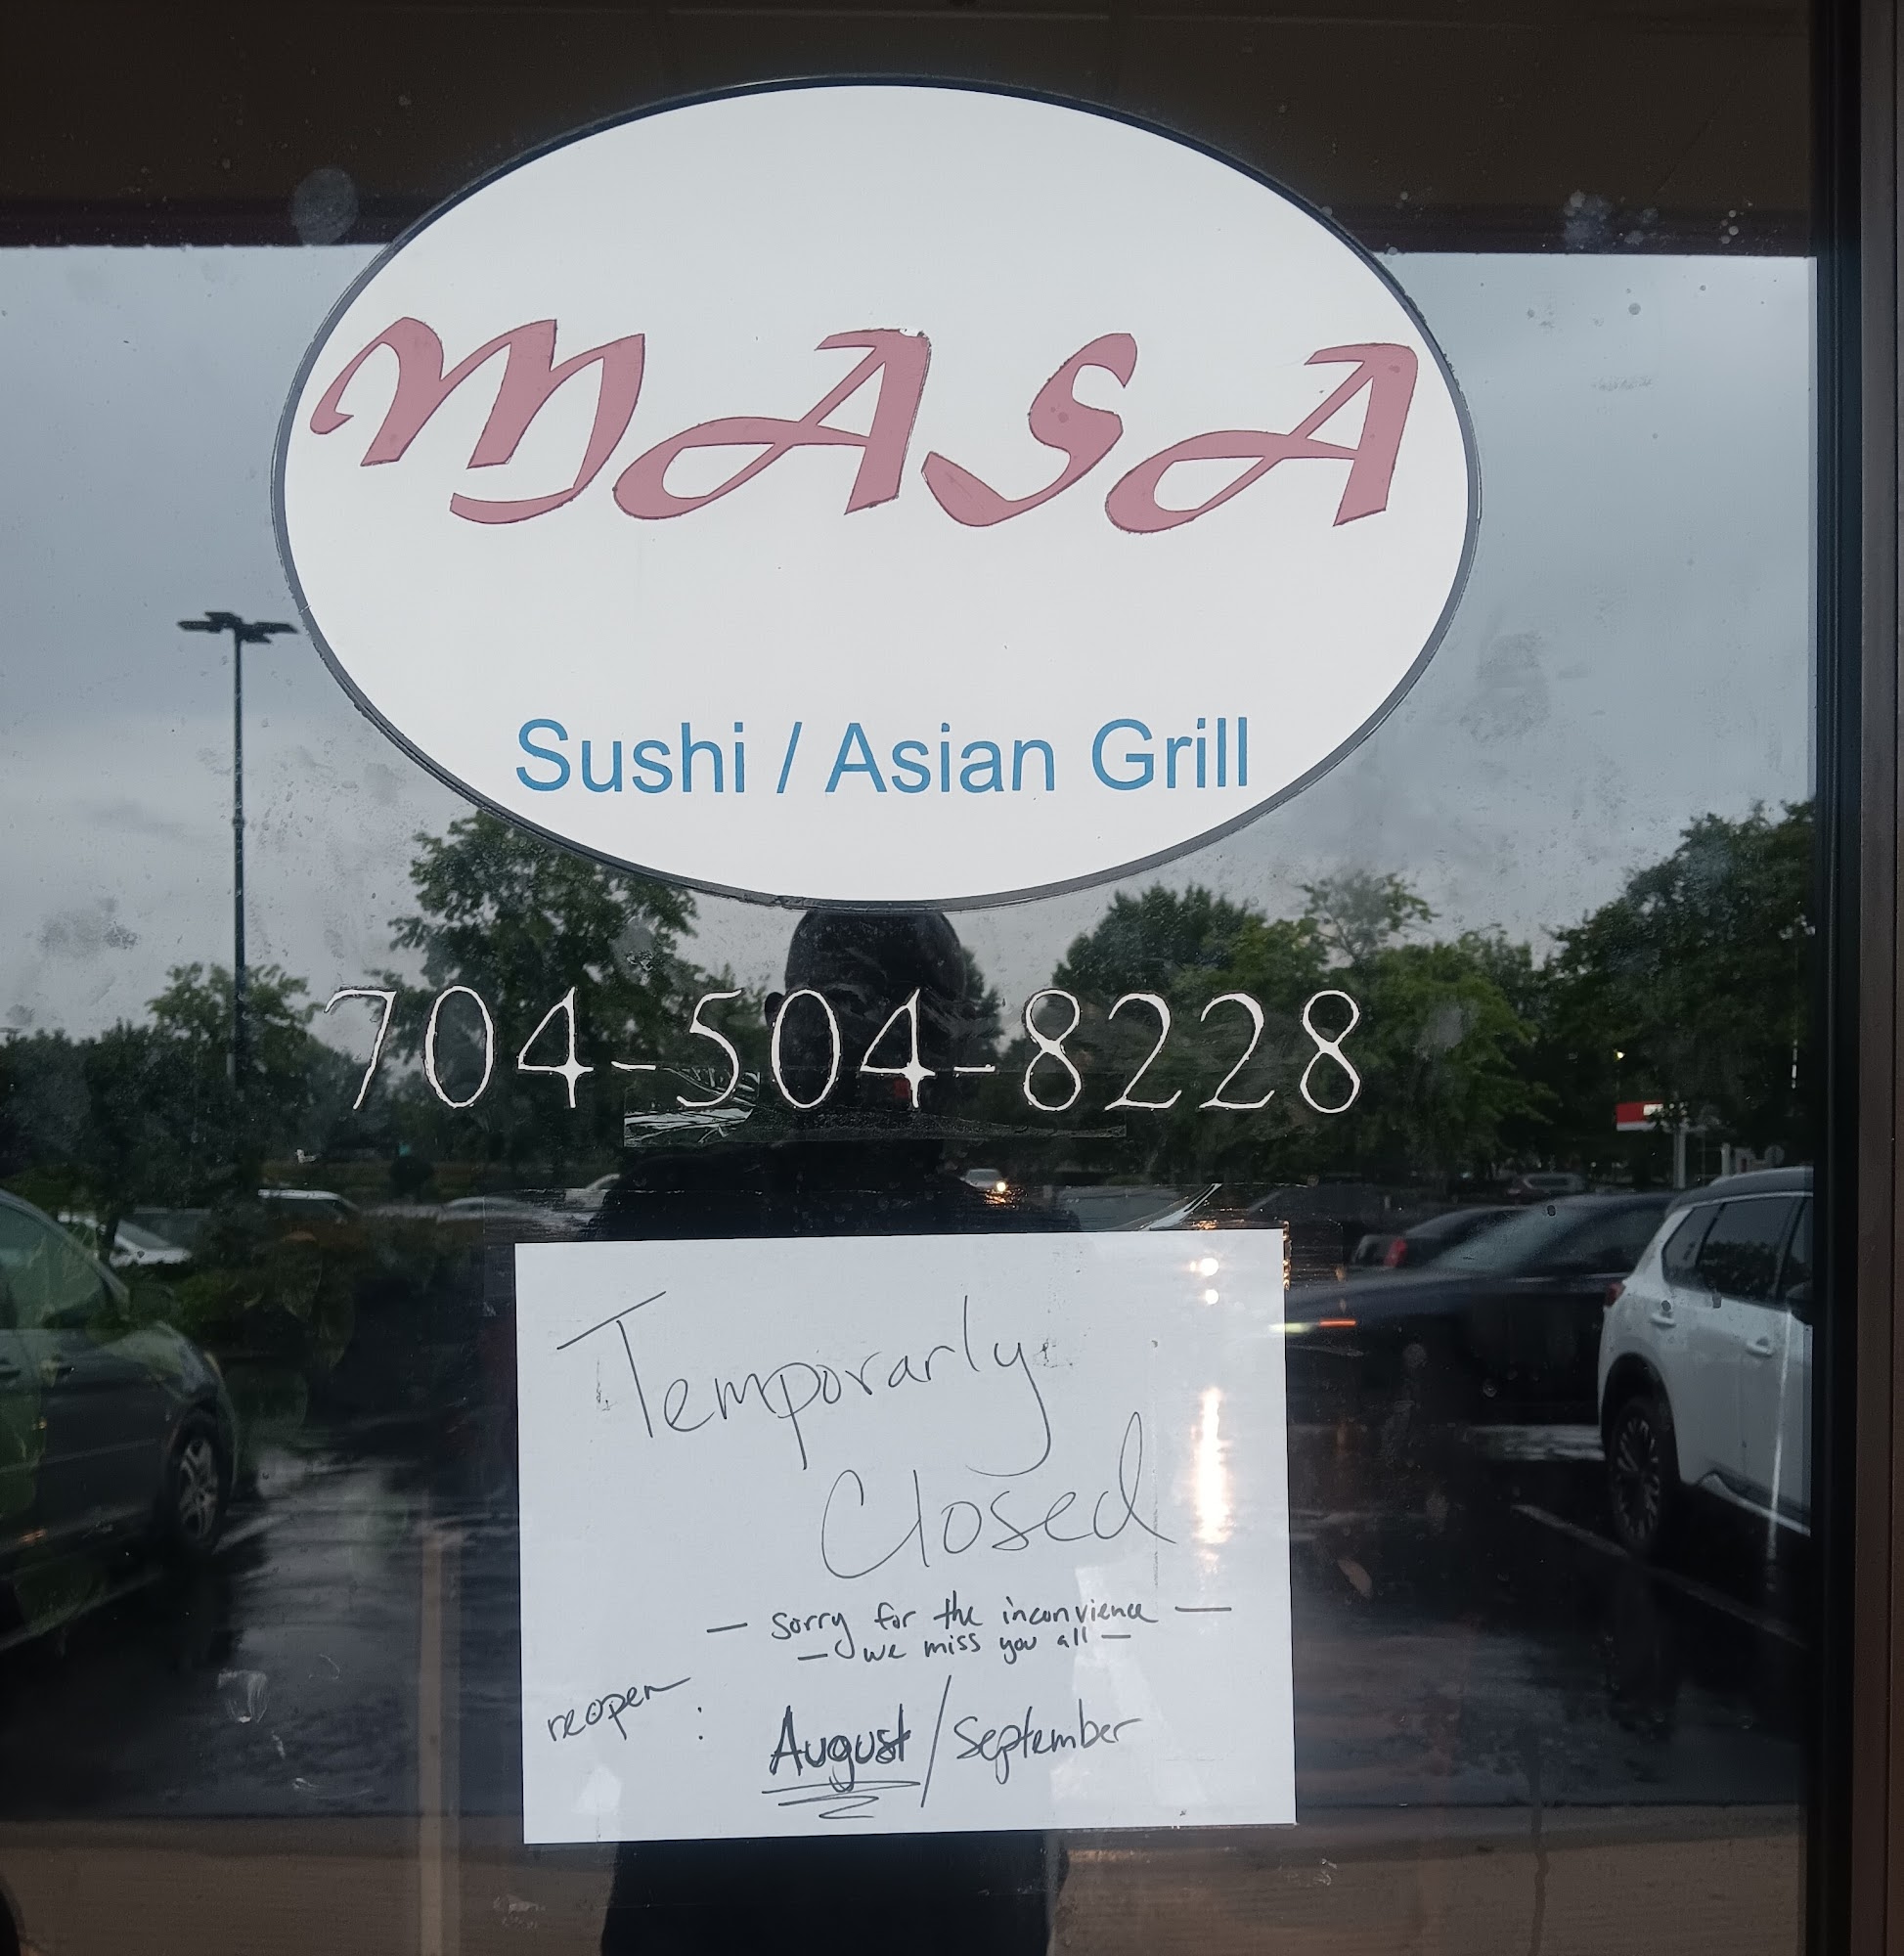 MASA
Sushi / Asian Grill
704-504-8228
Temporarly
Closed
— sorry for the inconvience —
— we miss you all —
reopen : August / September